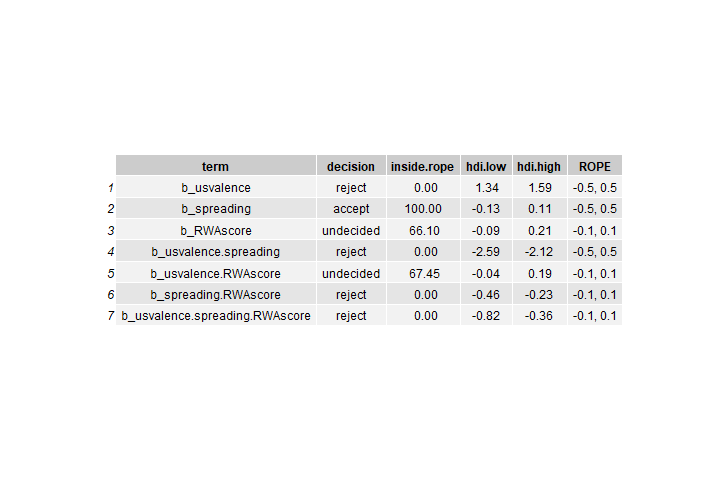 term decision inside.rope hdi.low hdi.high ROPE
1 b_usvalence reject 0.00 1.34 1.59 -0.5, 0.5
2 b_spreading accept 100.00 -0.13 0.11 -0.5, 0.5
3 b_RWAscore undecided 66.10 -0.09 0.21 -0.1, 0.1
4 b_usvalence.spreading reject 0.00 -2.59 -2.12 -0.5, 0.5
5 b_usvalence.RWAscore undecided 67.45 -0.04 0.19 -0.1, 0.1
6 b_spreading.RWAscore reject 0.00 -0.46 -0.23 -0.1, 0.1
7 b_usvalence.spreading.RWAscore reject 0.00 -0.82 -0.36 -0.1, 0.1